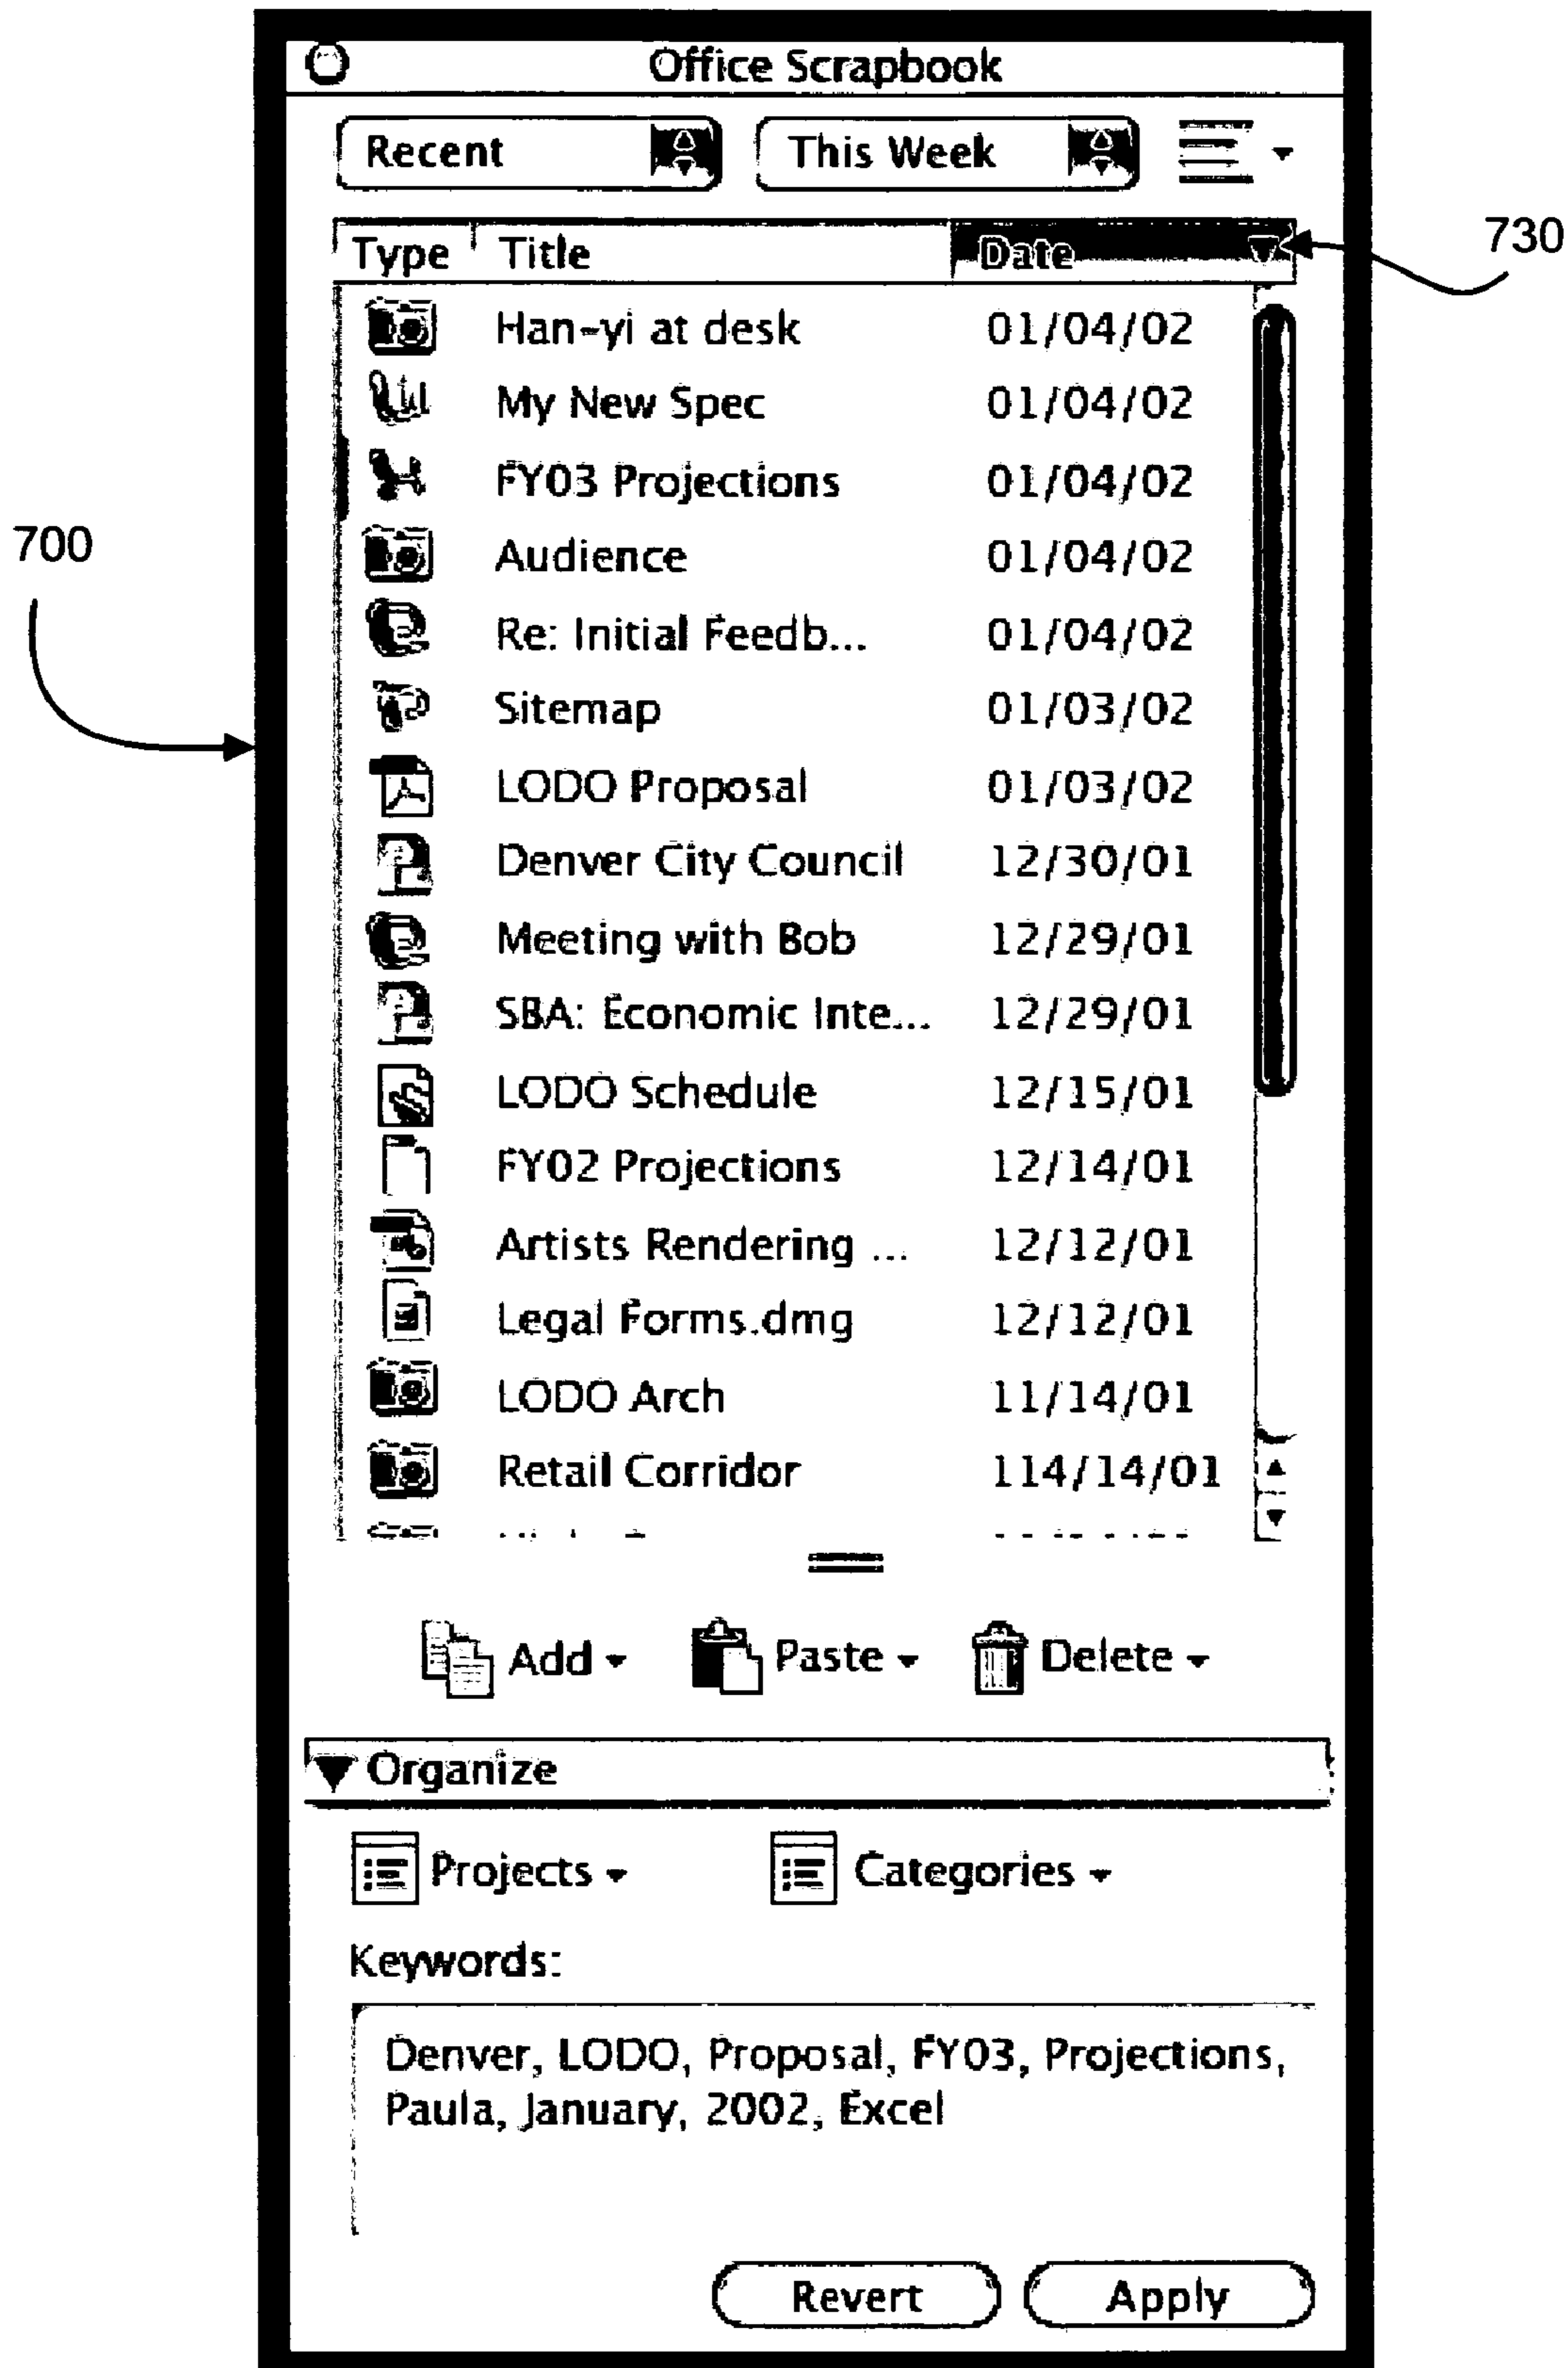 Office Scrapbook
Recent This Week
Type Title Date
730
Han-yi at desk 01/04/02
My New Spec 01/04/02
FY03 Projections 01/04/02
700
Audience 01/04/02
Re: Initial Feedb... 01/04/02
Sitemap 01/03/02
LODO Proposal 01/03/02
Denver City Council 12/30/01
Meeting with Bob 12/29/01
SBA: Economic Inte... 12/29/01
LODO Schedule 12/15/01
FY02 Projections 12/14/01
Artists Rendering ... 12/12/01
Legal Forms.dmg 12/12/01
LODO Arch 11/14/01
Retail Corridor 114/14/01
Add Paste Delete
Organize
Projects Categories
Keywords:
Denver, LODO, Proposal, FY03, Projections,
Paula, January, 2002, Excel
Revert Apply